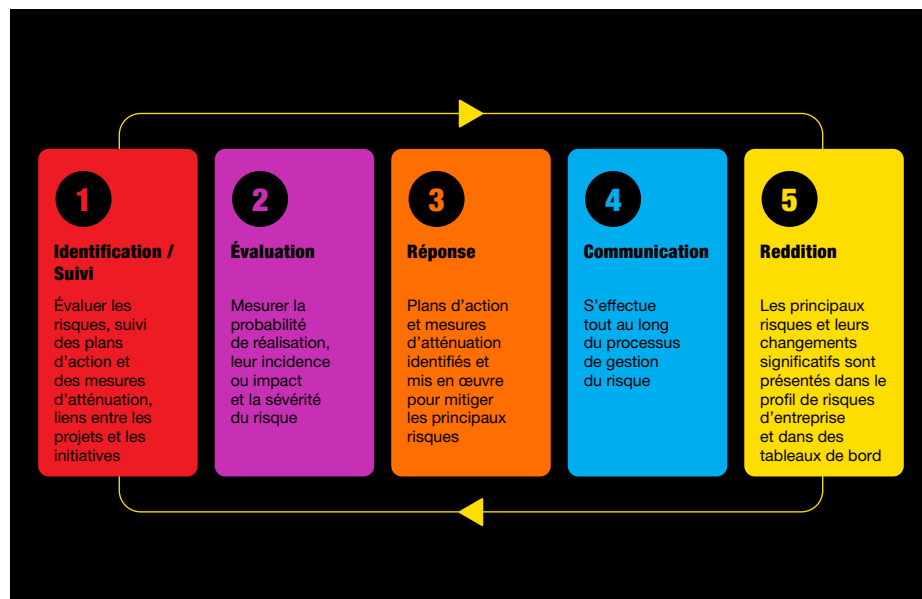 1
Identification /
Suivi
Évaluer les
risques, suivi
des plans
d’action et
des mesures
d’atténuation,
liens entre les
projets et les
initiatives
2
Évaluation
Mesurer la
probabilité
de réalisation,
leur incidence
ou impact
et la sévérité
du risque
3
Réponse
Plans d’action
et mesures
d’atténuation
identifiés et
mis en œuvre
pour mitiger
les principaux
risques
4
Communication
S’effectue
tout au long
du processus
de gestion
du risque
5
Reddition
Les principaux
risques et leurs
changements
significatifs sont
présentés dans le
profil de risques
d’entreprise
et dans des
tableaux de bord